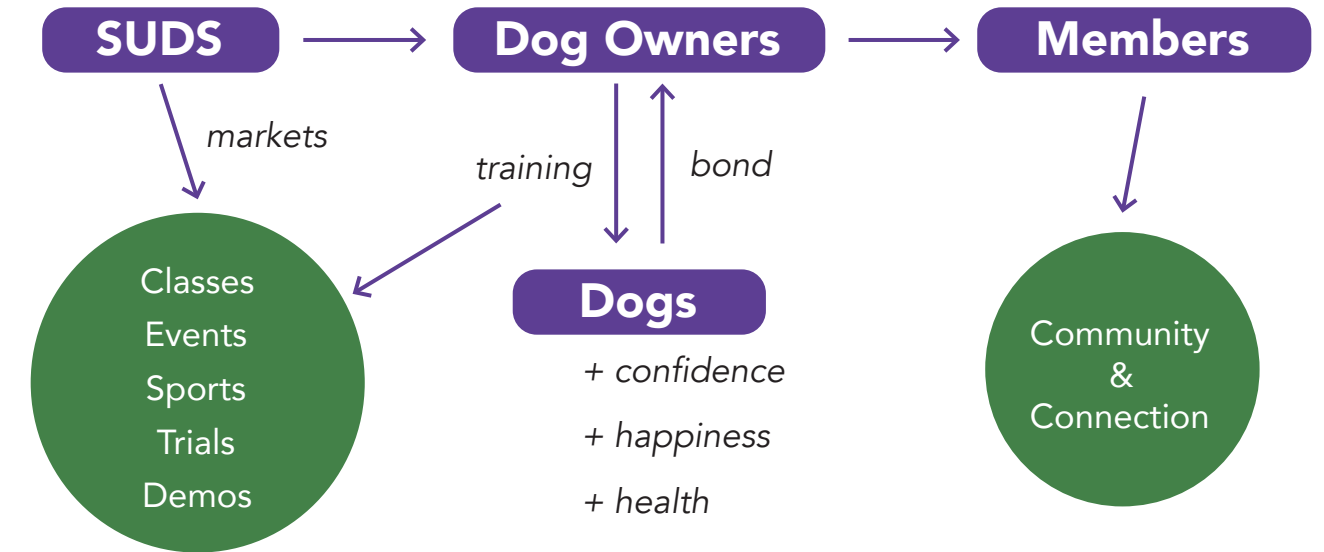 SUDS
Dog Owners
Members
markets
training
bond
Classes
Events
Sports
Trials
Demos
Dogs
+ confidence
+ happiness
+ health
Community
&
Connection